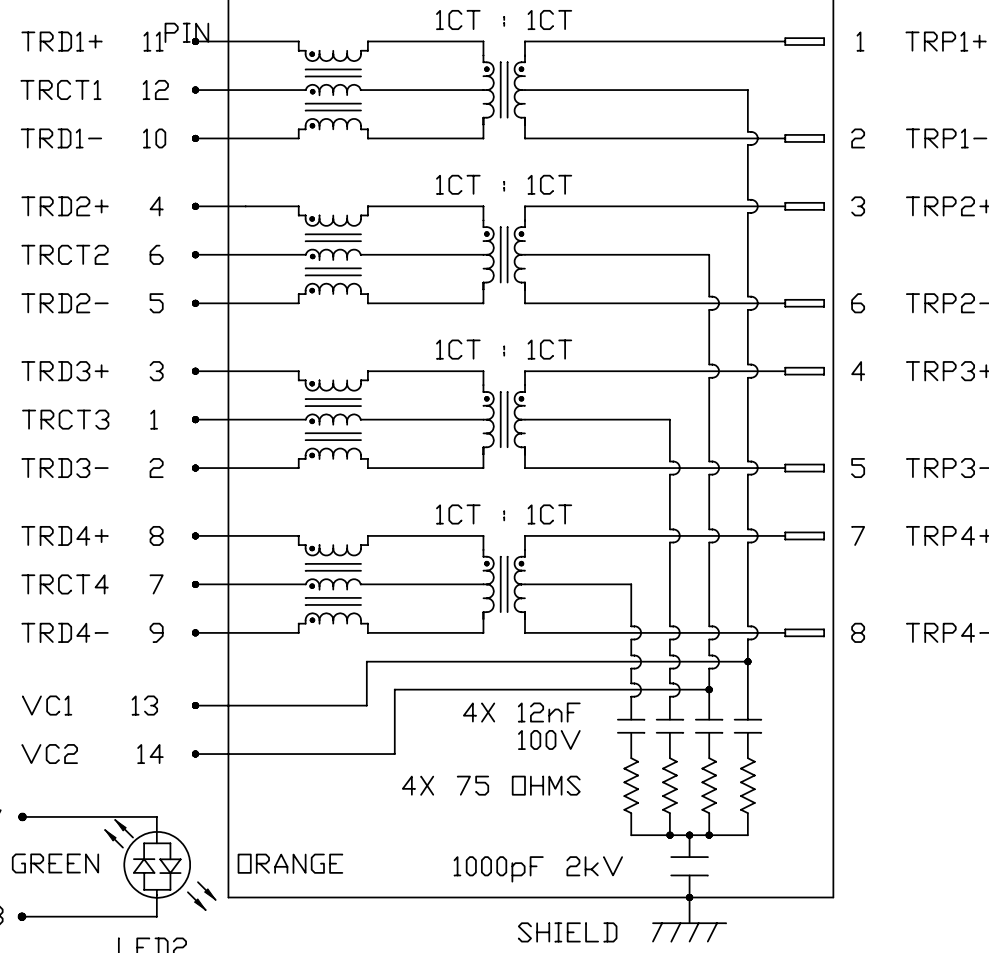 1CT : 1CT
PIN
TRD1+ 11 1 TRP1+
TRCT1 12
TRD1- 10 2 TRP1-
1CT : 1CT
TRD2+ 4 3 TRP2+
TRCT2 6
TRD2- 5 6 TRP2-
1CT : 1CT
TRD3+ 3 4 TRP3+
TRCT3 1
TRD3- 2 5 TRP3-
1CT : 1CT
TRD4+ 8 7 TRP4+
TRCT4 7
TRD4- 9 8 TRP4-
VC1 13
4X 12nF
100V
VC2 14
4X 75 OHMS
GREEN ORANGE 1000pF 2kV
SHIELD
LED2